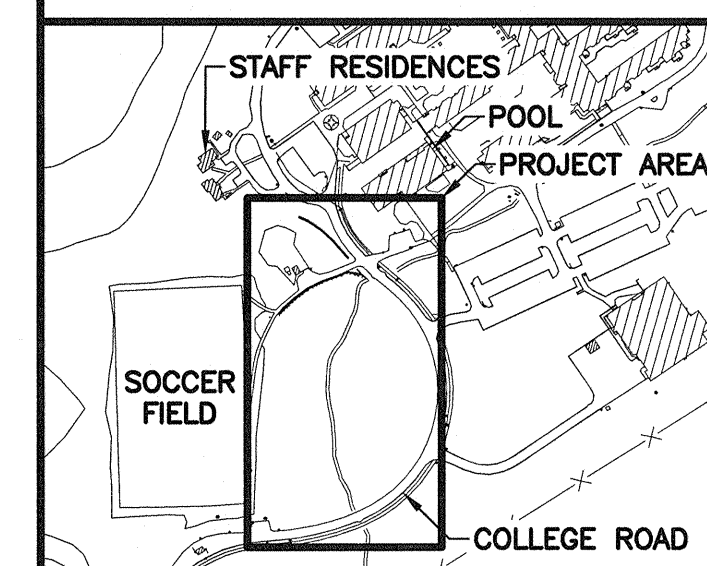 STAFF RESIDENCES
POOL
PROJECT AREA
SOCCER
FIELD
COLLEGE ROAD